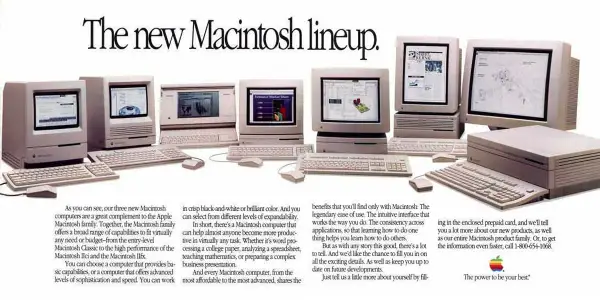 The new Macintosh lineup.
As you can see, our three new Macintosh
computers are a great complement to the Apple
Macintosh family. Together, the Macintosh family
offers a broad range of capabilities to fit virtually
any need or budget–from the entry-level
Macintosh Classic to the high performance of the
Macintosh IIci and the Macintosh IIfx.
You can choose a computer that provides ba-
sic capabilities, or a computer that offers advanced
levels of sophistication and speed. You can work
in crisp black-and-white or brilliant color. And you
can select from different levels of expandability.
In short, there's a Macintosh computer that
can help almost anyone become more produc-
tive in virtually any task. Whether it's word pro-
cessing a college paper, analyzing a spreadsheet,
teaching mathematics, or preparing a complex
business presentation.
And every Macintosh computer, from the
most affordable to the most advanced, shares the
benefits that you'll find only with Macintosh: The
legendary ease of use. The intuitive interface that
works the way you do. The consistency across
applications, so that learning how to do one
thing helps you learn how to do others.
But as with any story this good, there's a lot
to tell. And we'd like the chance to fill you in on
all the exciting details. As well as keep you up to
date on future developments.
Just tell us a little more about yourself by fill-
ing in the enclosed prepaid card, and we'll tell
you a lot more about our new products, as well
as our entire Macintosh product family. Or, to get
the information even faster, call 1-800-654-1068.
The power to be your best.®